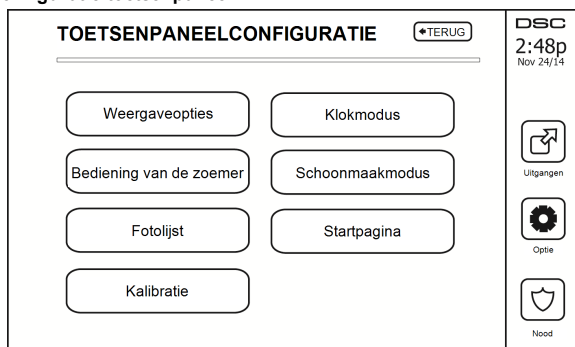 TOETSENPANEELCONFIGURATIE
TERUG
Weergaveopties
Klokmodus
Bediening van de zoemer
Schoonmaakmodus
Fotolijst
Startpagina
Kalibratie
DSC
2:48p
Nov 24/14
Uitgangen
Optie
Nood